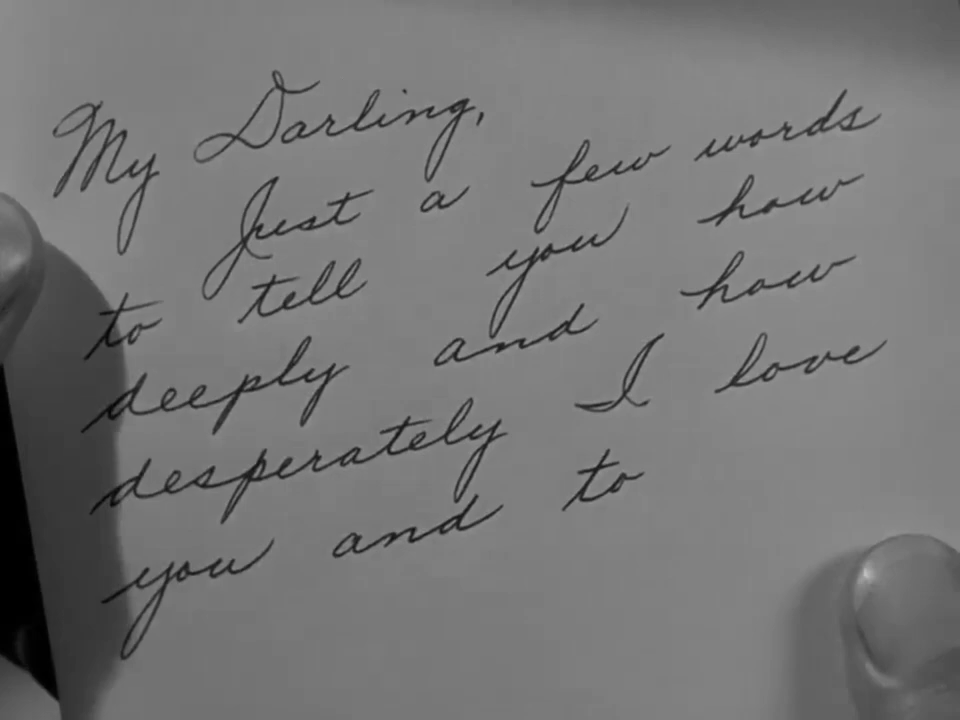 My Darling,
Just a few words
to tell you how
deeply and how
desperately I love
you and to